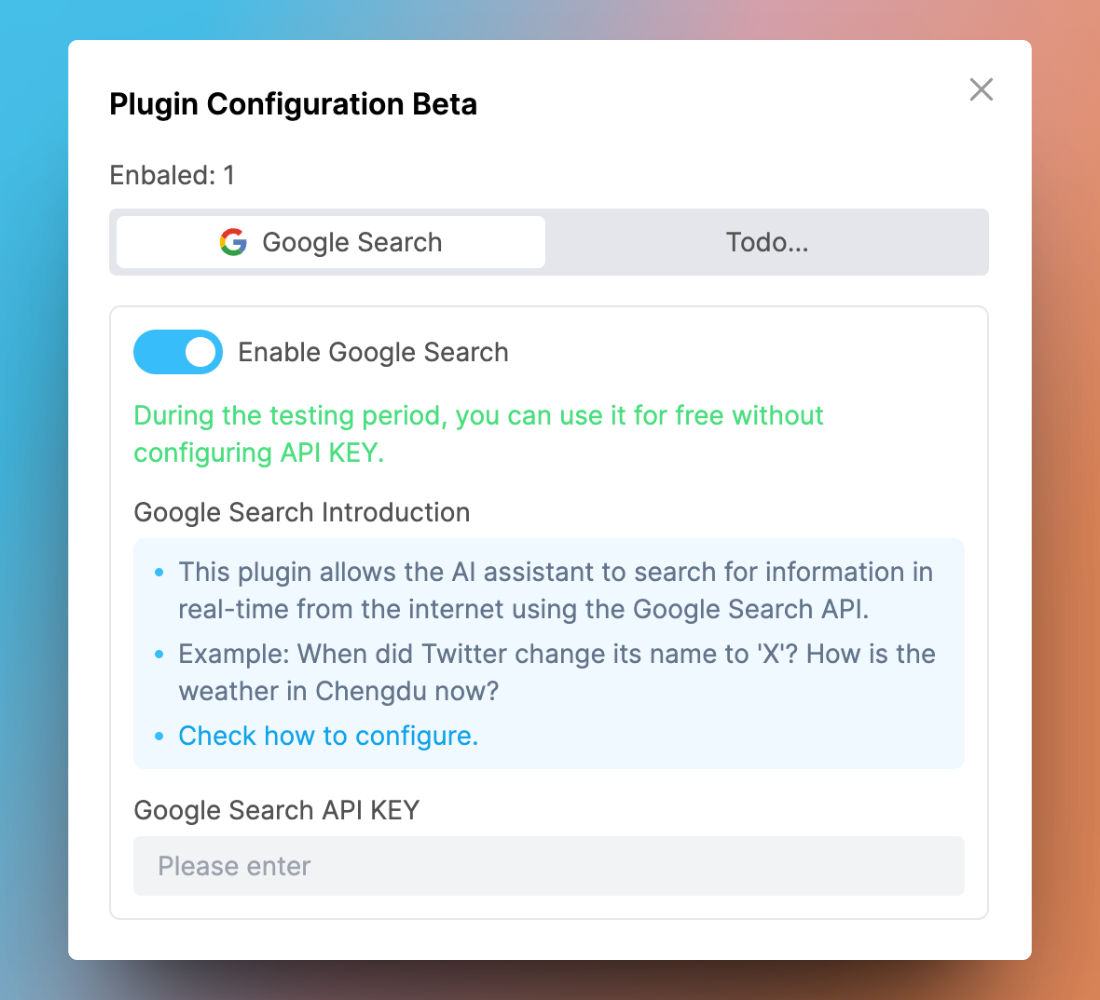 Plugin Configuration Beta
Enbaled: 1
Google Search
Todo...
Enable Google Search
During the testing period, you can use it for free without
configuring API KEY.
Google Search Introduction
This plugin allows the AI assistant to search for information in
real-time from the internet using the Google Search API.
Example: When did Twitter change its name to 'X'? How is the
weather in Chengdu now?
Check how to configure.
Google Search API KEY
Please enter